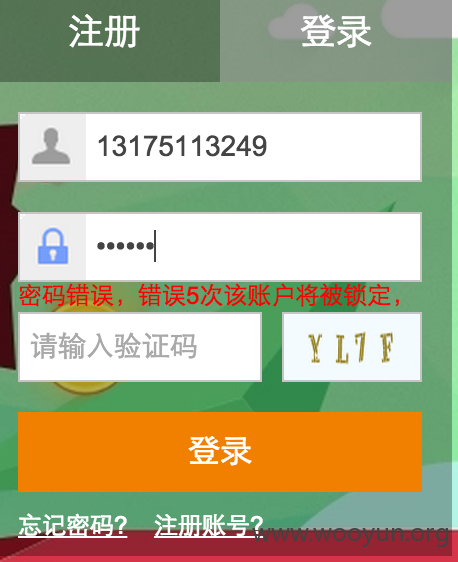 注册 登录
13175113249
••••••
密码错误，错误5次该账户将被锁定，
请输入验证码 YL7F
登录
忘记密码? 注册账号?
www.wooyun.org